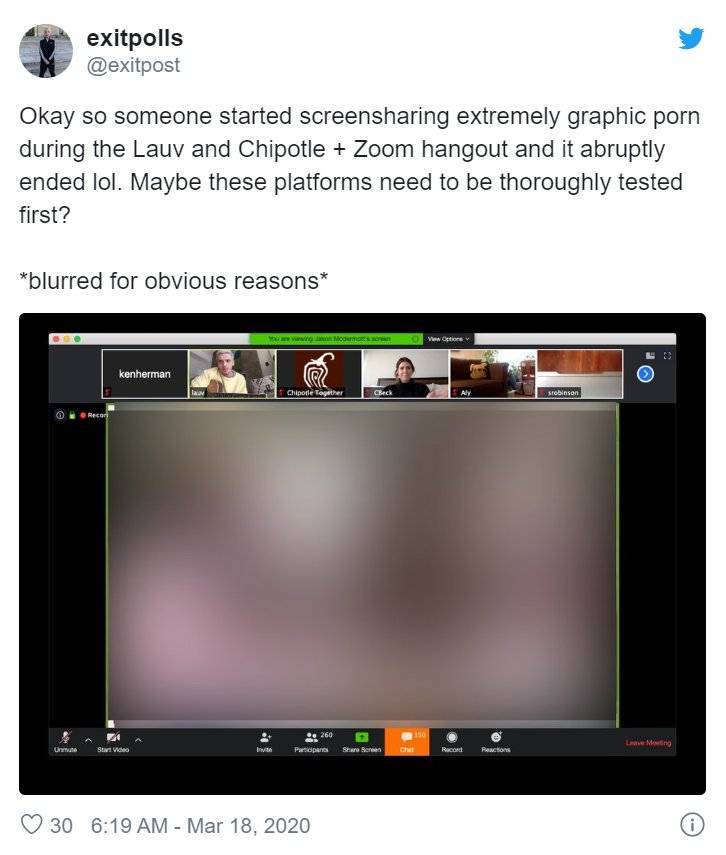 exitpolls
@exitpost
Okay so someone started screensharing extremely graphic porn
during the Lauv and Chipotle + Zoom hangout and it abruptly
ended lol. Maybe these platforms need to be thoroughly tested
first?
*blurred for obvious reasons*
You are viewing Jason Mcdermott's screen View Options
kenherman
lauv
Chipotle Together
CBeck
Aly
srobinson
Recor
Unmute
Start Video
Invite
260
Participants
Share Screen
350
Chat
Record
Reactions
Leave Meeting
30 6:19 AM - Mar 18, 2020